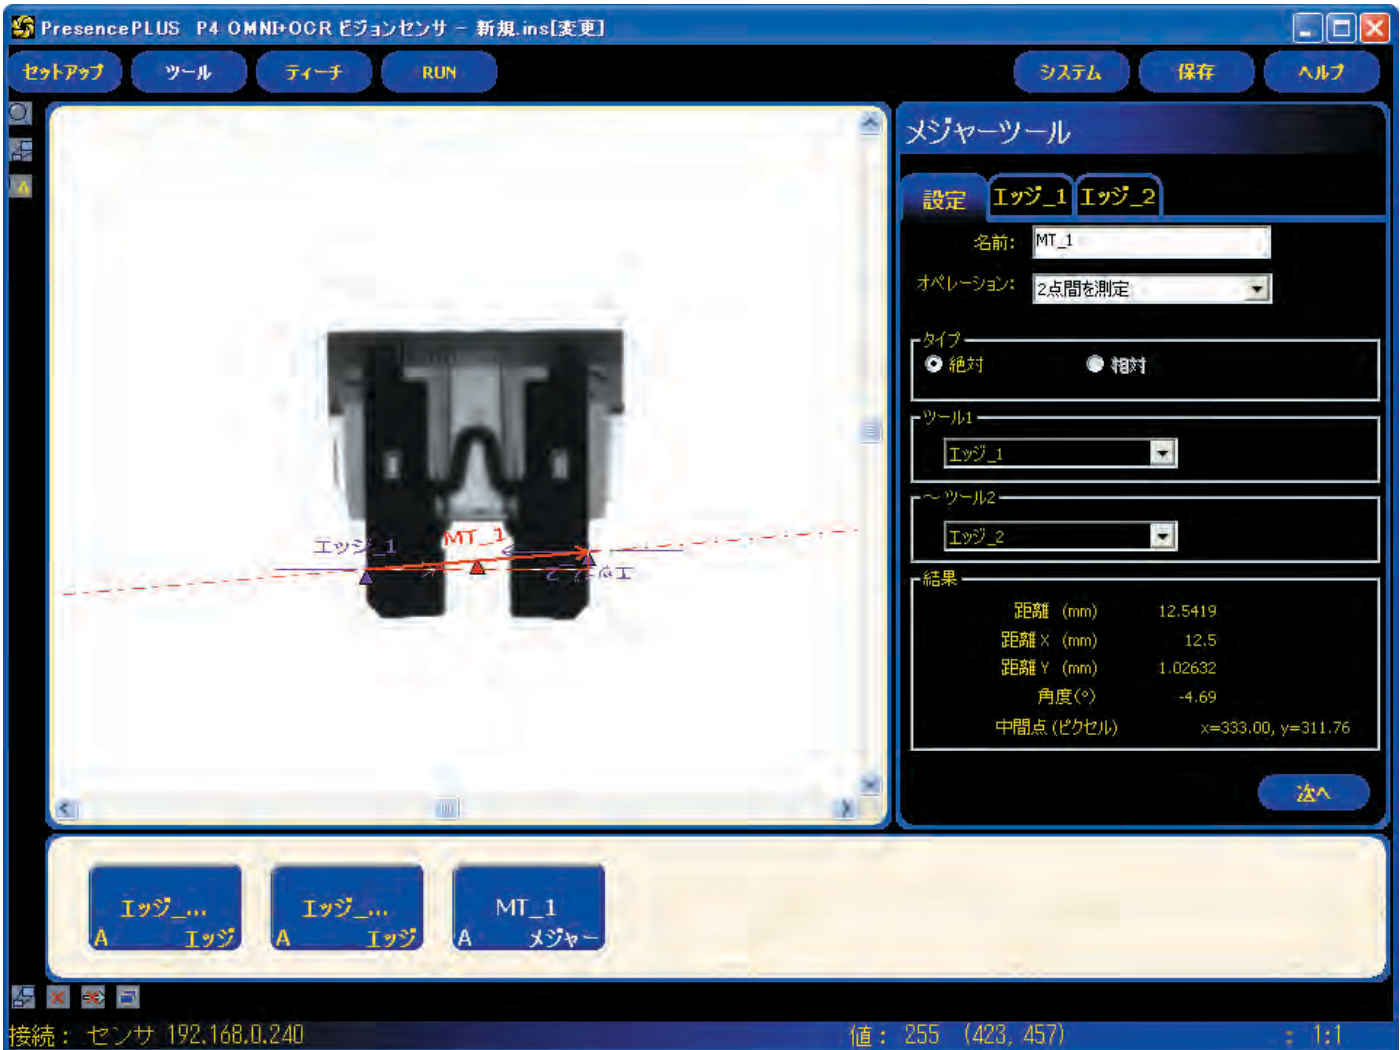 PresencePLUS P4 OMNI+OCR ビジョンセンサ - 新規.ins[変更]
セットアップ ツール ティーチ RUN システム 保存 ヘルプ
メジャーツール
設定 エッジ_1 エッジ_2
名前: MT_1
オペレーション: 2点間を測定
タイプ
絶対 相対
ツール1
エッジ_1
～ ツール2
エッジ_2
結果
距離 (mm) 12.5419
距離 X (mm) 12.5
距離 Y (mm) 1.02632
角度(°) -4.69
中間点 (ピクセル) x=333.00, y=311.76
次へ
エッジ_1
MT_1
エッジ_2
エッジ_... エッジ_... MT_1
A エッジ A エッジ A メジャー
接続 : センサ 192.168.0.240 値 : 255 (423, 457) : 1:1